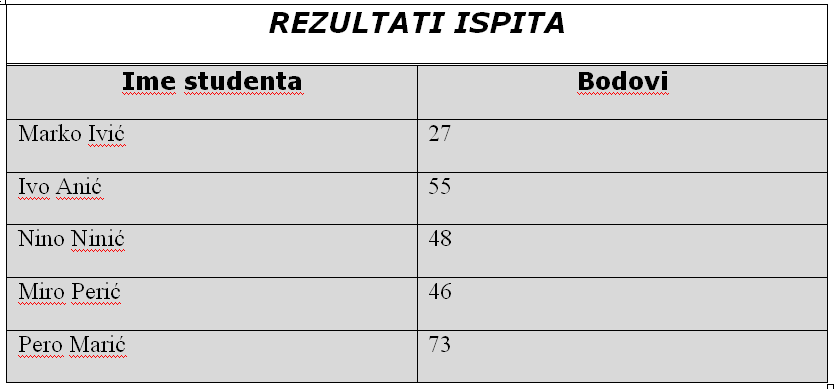 REZULTATI ISPITA
Ime studenta Bodovi
Marko Ivić 27
Ivo Anić 55
Nino Ninić 48
Miro Perić 46
Pero Marić 73